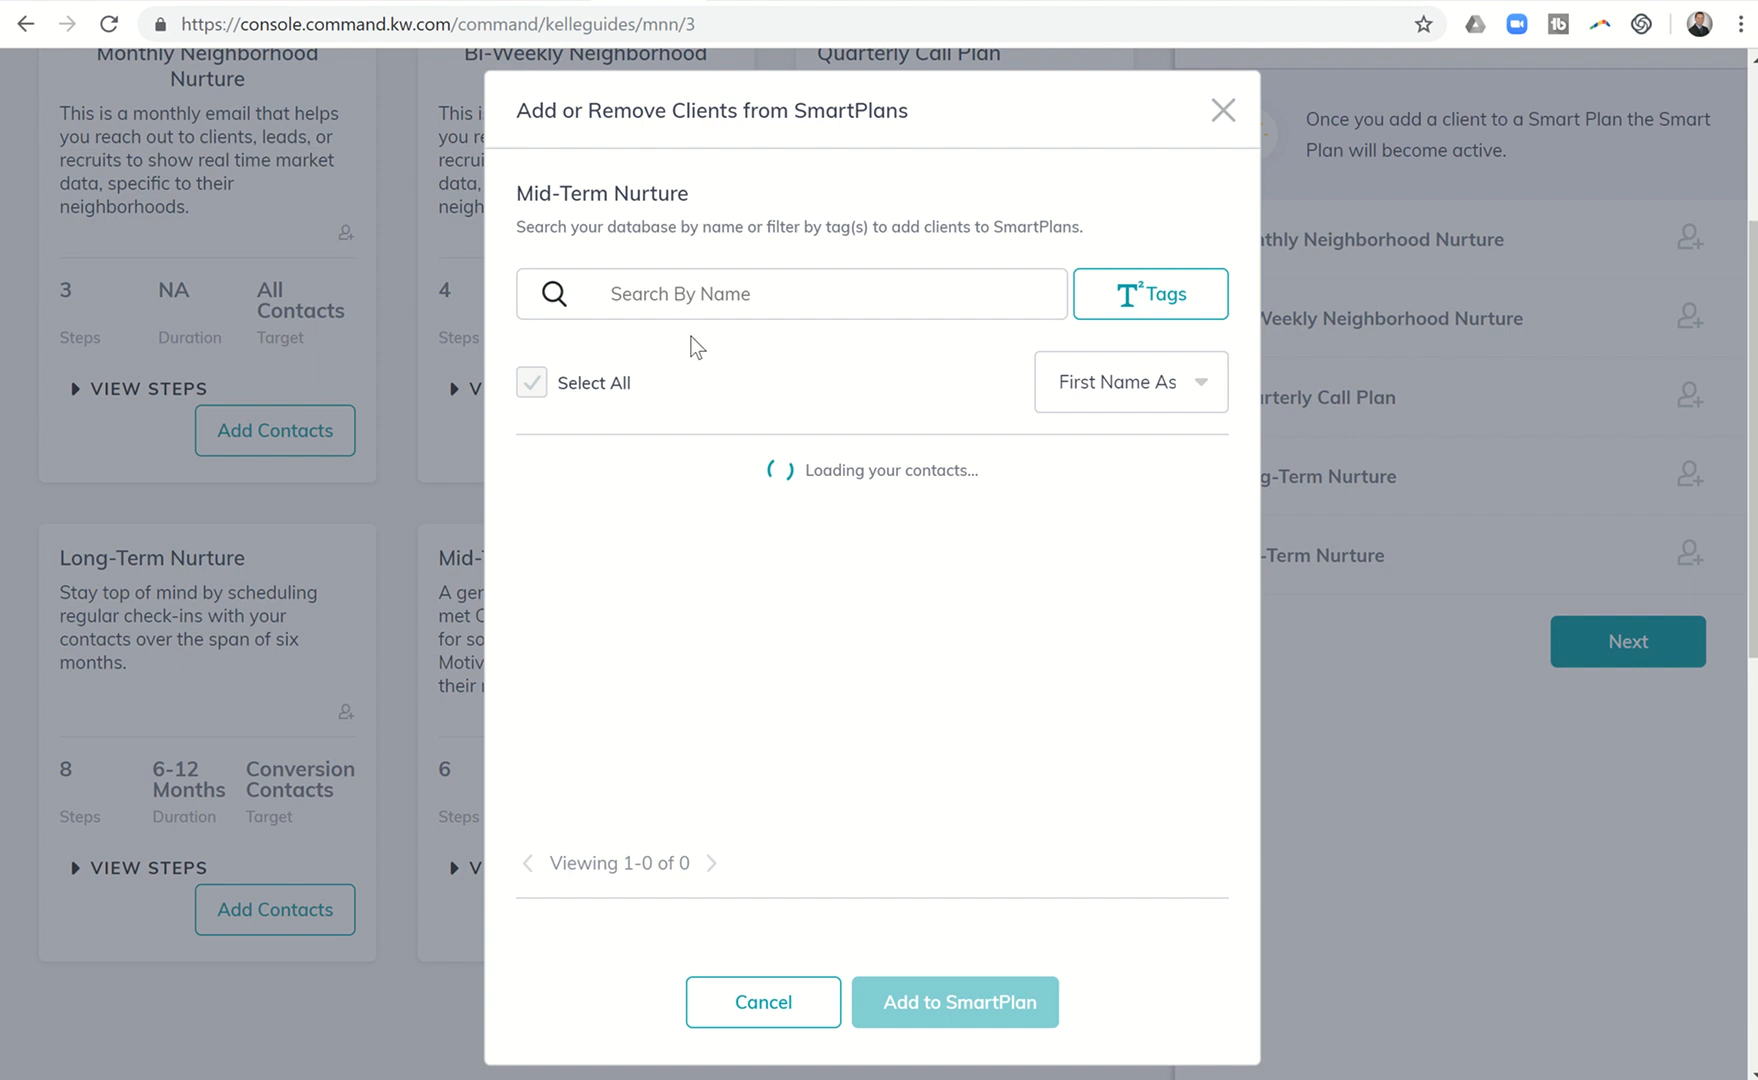 https://console.command.kw.com/command/kelleguides/mnn/3
Monthly Neighborhood
Nurture
This is a monthly email that helps
you reach out to clients, leads, or
recruits to show real time market
data, specific to their
neighborhoods.
3
NA
All
Contacts
Steps
Duration
Target
VIEW STEPS
Add Contacts
Bi-Weekly Neighborhood
This i
you re
recrui
data,
neigh
4
Steps
V
Quarterly Call Plan
Long-Term Nurture
Stay top of mind by scheduling
regular check-ins with your
contacts over the span of six
months.
8
6-12
Months
Conversion
Contacts
Steps
Duration
Target
VIEW STEPS
Add Contacts
Mid-
A ger
met C
for so
Motiv
their
6
Steps
V
Add or Remove Clients from SmartPlans
Mid-Term Nurture
Search your database by name or filter by tag(s) to add clients to SmartPlans.
Search By Name
T² Tags
Select All
First Name As
Loading your contacts...
Viewing 1-0 of 0
Cancel
Add to SmartPlan
Once you add a client to a Smart Plan the Smart
Plan will become active.
thly Neighborhood Nurture
Weekly Neighborhood Nurture
rterly Call Plan
g-Term Nurture
-Term Nurture
Next